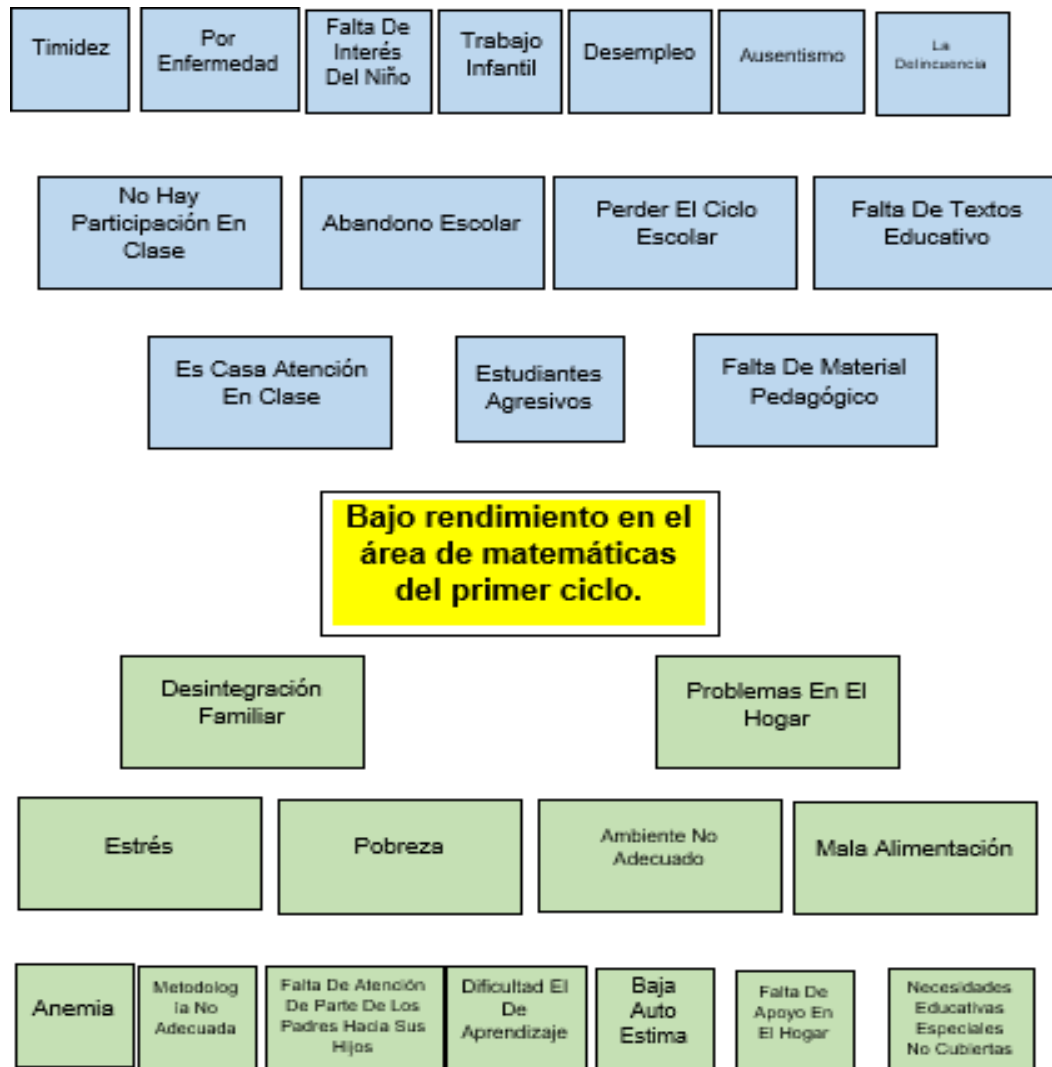 Timidez
Por
Enfermedad
Falta De
Interés
Del Niño
Trabajo
Infantil
Desempleo
Ausentismo
La
Delincuencia
No Hay
Participación En
Clase
Abandono Escolar
Perder El Ciclo
Escolar
Falta De Textos
Educativo
Es Casa Atención
En Clase
Estudiantes
Agresivos
Falta De Material
Pedagógico
Bajo rendimiento en el
área de matemáticas
del primer ciclo.
Desintegración
Familiar
Problemas En El
Hogar
Estrés
Pobreza
Ambiente No
Adecuado
Mala Alimentación
Anemia
Metodolog
ia No
Adecuada
Falta De Atención
De Parte De Los
Padres Hacia Sus
Hijos
Dificultad El
De
Aprendizaje
Baja
Auto
Estima
Falta De
Apoyo En
El Hogar
Necesidades
Educativas
Especiales
No Cubiertas